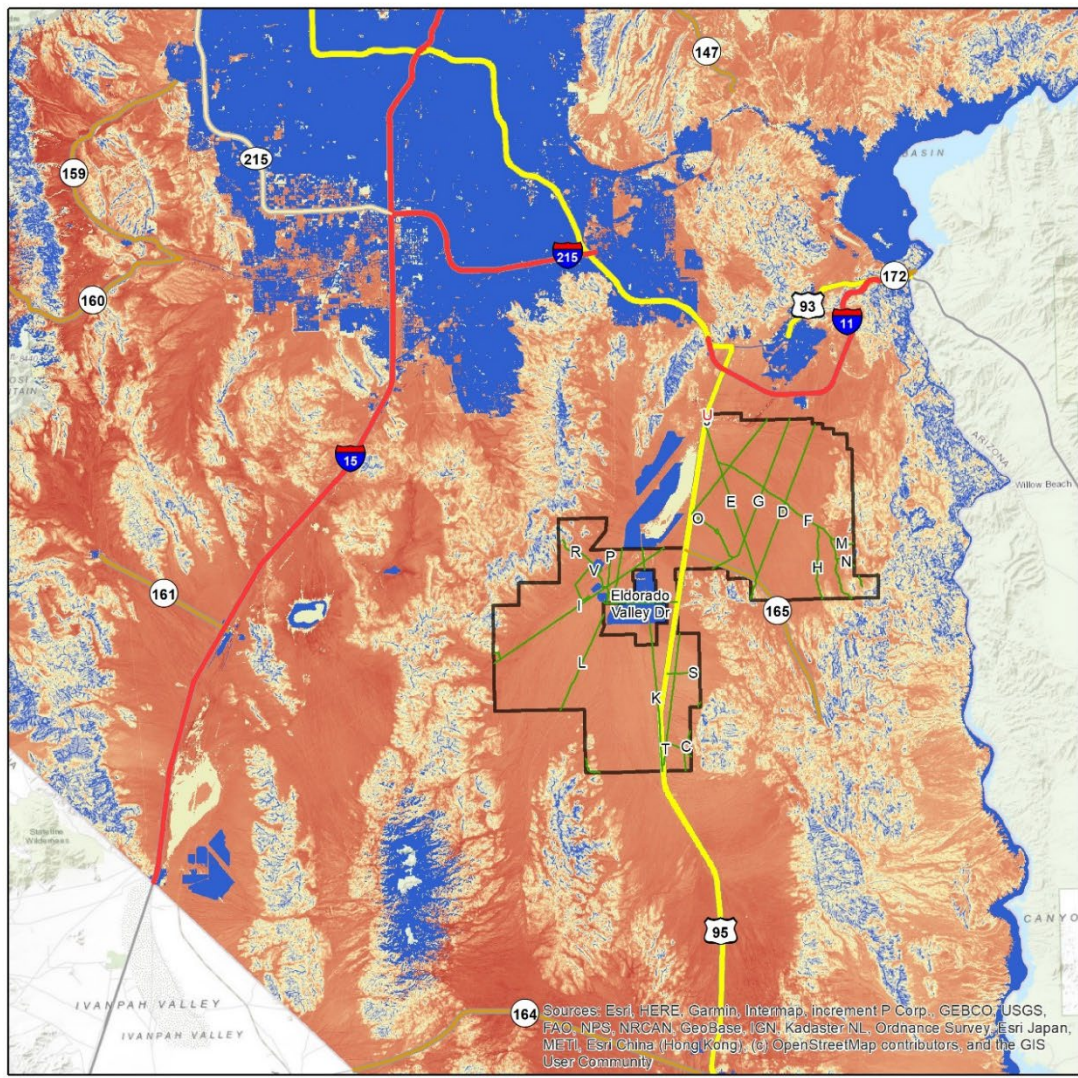 147
BASIN
159
215
215
172
160
93
11
15
ARIZONA
Willow Beach
U
E
G
O
D
F
R
P
M
V
H
N
161
I
Eldorado
Valley Dr
165
L
S
K
T
C
Stateline
Wilderness
95
CANYO
IVANPAH VALLEY
IVANPAH VALLEY
164
Sources: Esri, HERE, Garmin, Intermap, increment P Corp., GEBCO, USGS,
FAO, NPS, NRCAN, GeoBase, IGN, Kadaster NL, Ordnance Survey, Esri Japan,
METI, Esri China (Hong Kong), (c) OpenStreetMap contributors, and the GIS
User Community